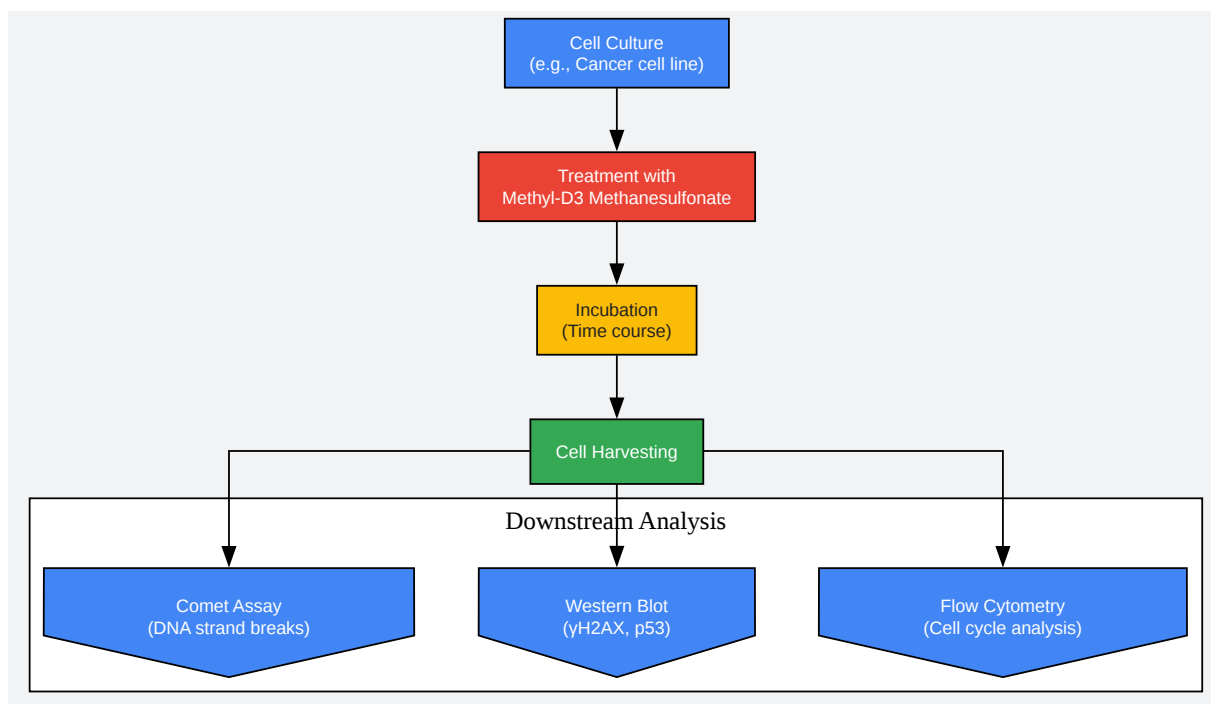 Cell Culture
(e.g., Cancer cell line)
Treatment with
Methyl-D3 Methanesulfonate
Incubation
(Time course)
Cell Harvesting
Downstream Analysis
Comet Assay
(DNA strand breaks)
Western Blot
(γH2AX, p53)
Flow Cytometry
(Cell cycle analysis)